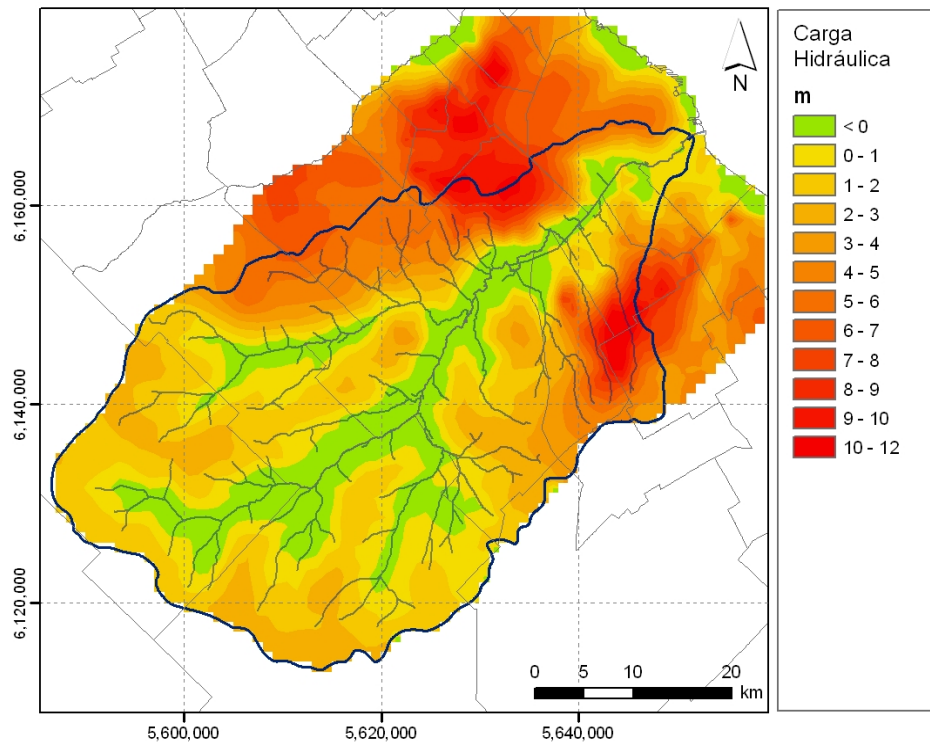 N
6,160,000
6,140,000
6,120,000
5,600,000
5,620,000
5,640,000
0 5 10 20
km
Carga
Hidráulica
m
< 0
0 - 1
1 - 2
2 - 3
3 - 4
4 - 5
5 - 6
6 - 7
7 - 8
8 - 9
9 - 10
10 - 12